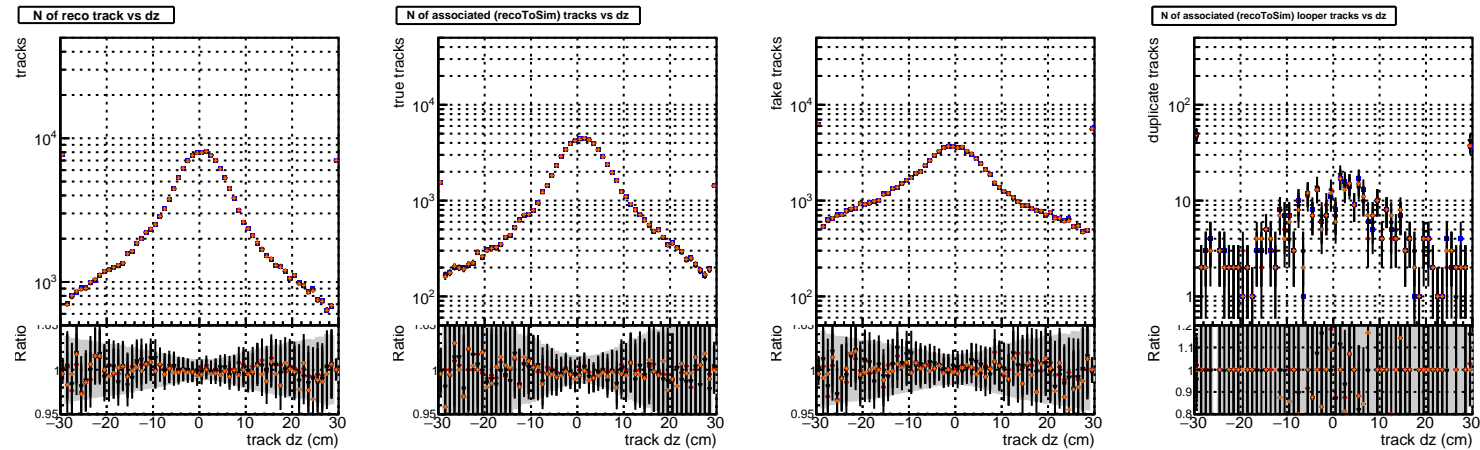 N of reco track vs dz
N of associated (recoToSim) tracks vs dz
N of associated (recoToSim) looper tracks vs dz
tracks
10⁴
10³
Ratio
1
0.95
−30 −20 −10 0 10 20 30
track dz (cm)
true tracks
10⁴
10³
10²
Ratio
1
0.95
−30 −20 −10 0 10 20 30
track dz (cm)
fake tracks
10⁴
10³
10²
Ratio
1
0.95
−30 −20 −10 0 10 20 30
track dz (cm)
duplicate tracks
10²
10
1
Ratio
1.1
1
0.9
0.8
−30 −20 −10 0 10 20 30
track dz (cm)